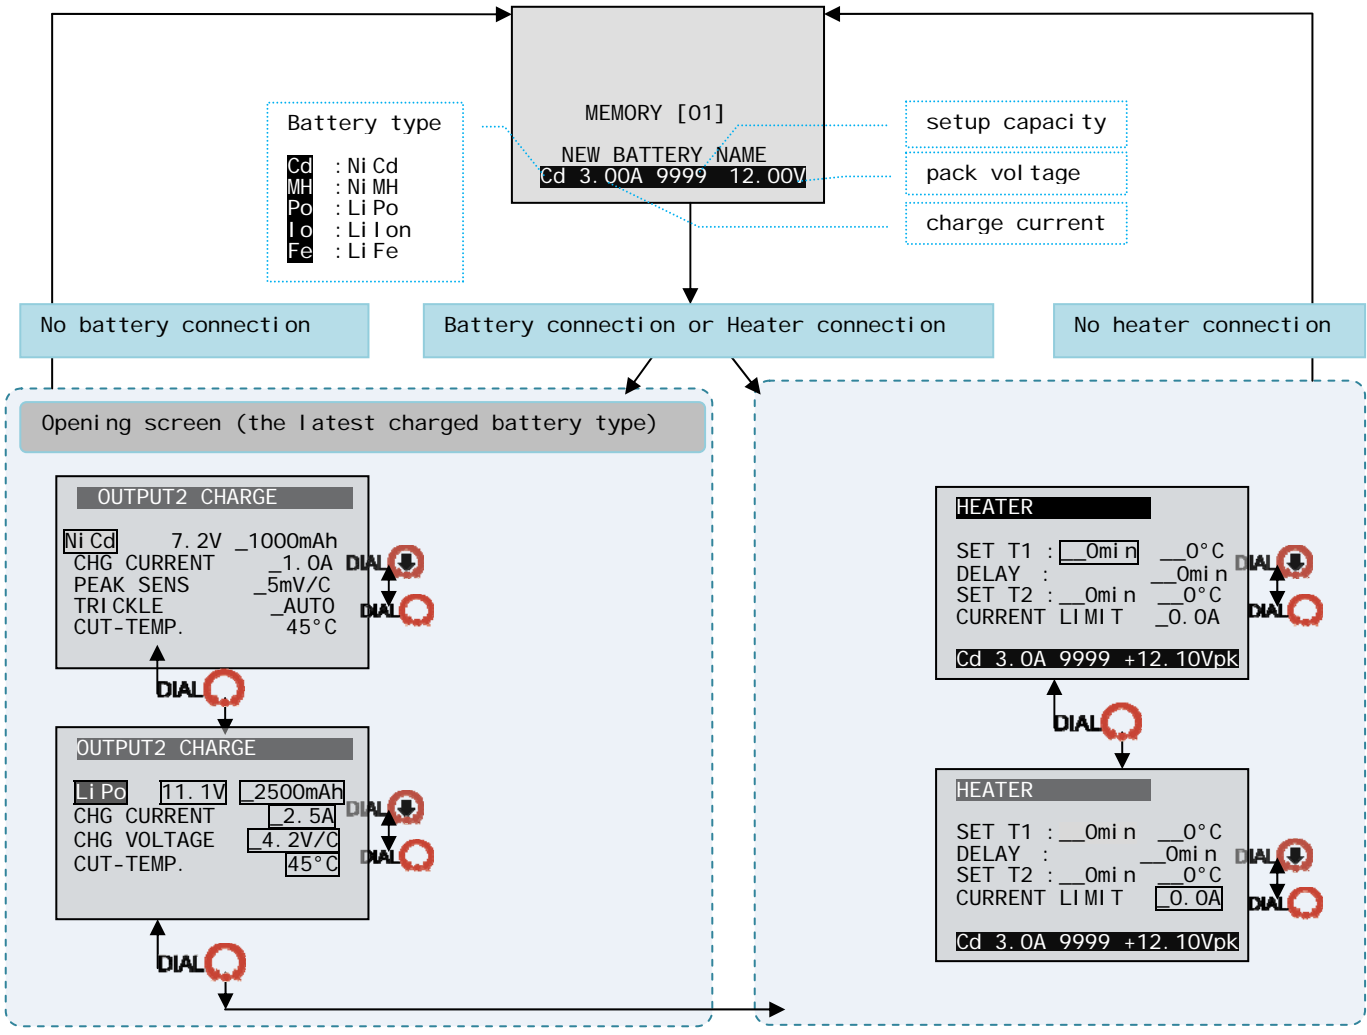 MEMORY [01]
NEW BATTERY NAME
Cd 3.00A 9999 12.00V
Battery type
Cd : NiCd
MH : NiMH
Po : LiPo
Io : LiIon
Fe : LiFe
setup capacity
pack voltage
charge current
No battery connection
Battery connection or Heater connection
No heater connection
Opening screen (the latest charged battery type)
OUTPUT2 CHARGE
NiCd 7.2V _1000mAh
CHG CURRENT _1.0A
PEAK SENS _5mV/C
TRICKLE _AUTO
CUT-TEMP. 45°C
DIAL
DIAL
DIAL
OUTPUT2 CHARGE
LiPo 11.1V _2500mAh
CHG CURRENT _2.5A
CHG VOLTAGE _4.2V/C
CUT-TEMP. 45°C
DIAL
DIAL
DIAL
HEATER
SET T1 :__0min __0°C
DELAY : __0min
SET T2 :__0min __0°C
CURRENT LIMIT _0.0A
Cd 3.0A 9999 +12.10Vpk
DIAL
DIAL
DIAL
HEATER
SET T1 :__0min __0°C
DELAY : __0min
SET T2 :__0min __0°C
CURRENT LIMIT _0.0A
Cd 3.0A 9999 +12.10Vpk
DIAL
DIAL